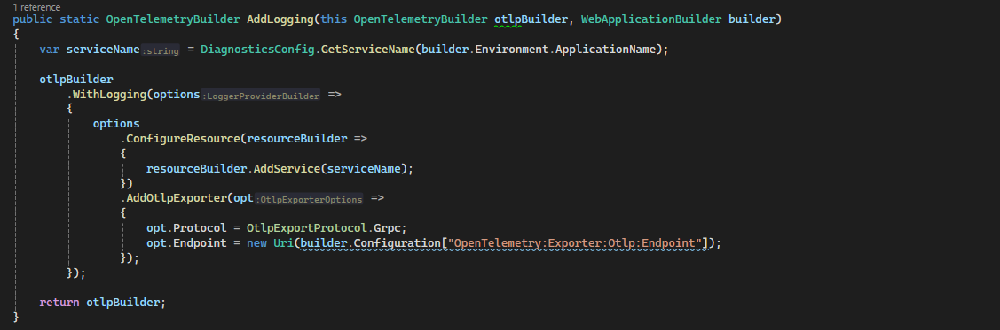 1 reference
public static OpenTelemetryBuilder AddLogging(this OpenTelemetryBuilder otlpBuilder, WebApplicationBuilder builder)
{
var serviceName:string = DiagnosticsConfig.GetServiceName(builder.Environment.ApplicationName);
otlpBuilder
.WithLogging(options:LoggerProviderBuilder =>
{
options
.ConfigureResource(resourceBuilder =>
{
resourceBuilder.AddService(serviceName);
})
.AddOtlpExporter(opt:OtlpExporterOptions =>
{
opt.Protocol = OtlpExportProtocol.Grpc;
opt.Endpoint = new Uri(builder.Configuration["OpenTelemetry:Exporter:Otlp:Endpoint"]);
});
});
return otlpBuilder;
}